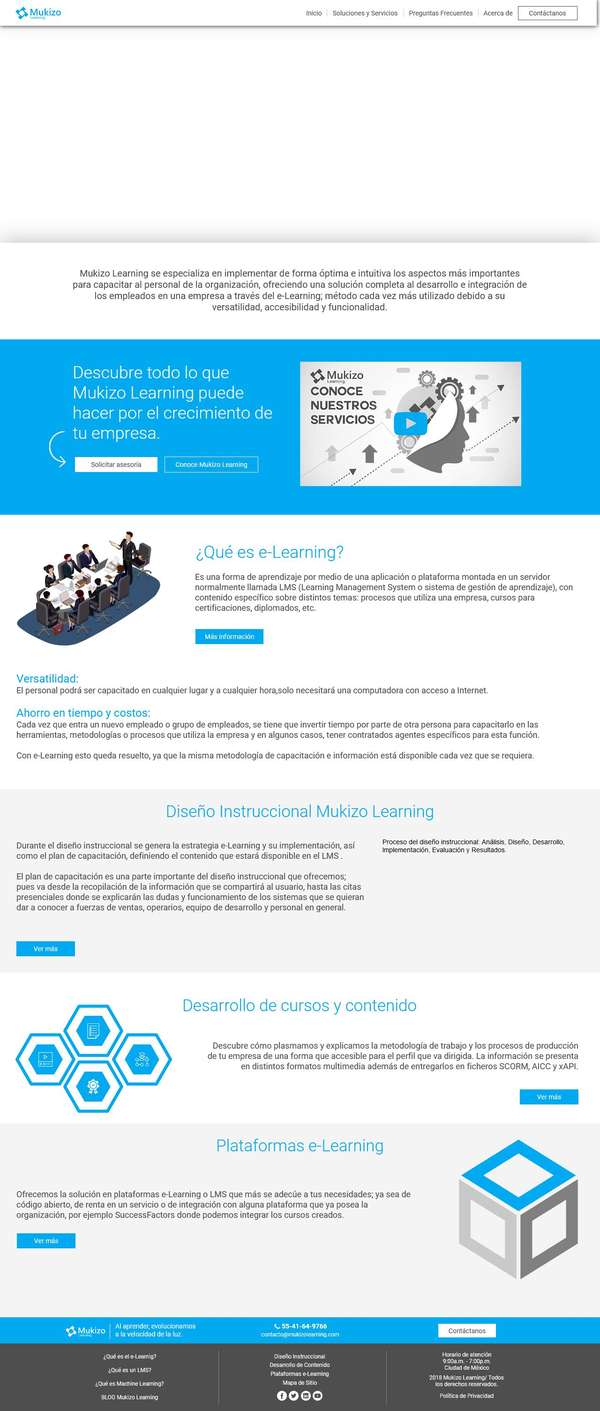 Mukizo
Learning
Inicio
Soluciones y Servicios
Preguntas Frecuentes
Acerca de
Contáctanos
Mukizo Learning se especializa en implementar de forma óptima e intuitiva los aspectos más importantes
para capacitar al personal de la organización, ofreciendo una solución completa al desarrollo e integración de
los empleados en una empresa a través del e-Learning; método cada vez más utilizado debido a su
versatilidad, accesibilidad y funcionalidad.
Descubre todo lo que
Mukizo Learning puede
hacer por el crecimiento de
tu empresa.
Solicitar asesoría
Conoce Mukizo Learning
Mukizo
Learning
CONOCE
NUESTROS
SERVICIOS
¿Qué es e-Learning?
Es una forma de aprendizaje por medio de una aplicación o plataforma montada en un servidor
normalmente llamada LMS (Learning Management System o sistema de gestión de aprendizaje), con
contenido específico sobre distintos temas: procesos que utiliza una empresa, cursos para
certificaciones, diplomados, etc.
Más información
Versatilidad:
El personal podrá ser capacitado en cualquier lugar y a cualquier hora,solo necesitará una computadora con acceso a Internet.
Ahorro en tiempo y costos:
Cada vez que entra un nuevo empleado o grupo de empleados, se tiene que invertir tiempo por parte de otra persona para capacitarlo en las
herramientas, metodologías o procesos que utiliza la empresa y en algunos casos, tener contratados agentes específicos para esta función.
Con e-Learning esto queda resuelto, ya que la misma metodología de capacitación e información está disponible cada vez que se requiera.
Diseño Instruccional Mukizo Learning
Durante el diseño instruccional se genera la estrategia e-Learning y su implementación, así
como el plan de capacitación, definiendo el contenido que estará disponible en el LMS .
El plan de capacitación es una parte importante del diseño instruccional que ofrecemos;
pues va desde la recopilación de la información que se compartirá al usuario, hasta las citas
presenciales donde se explicarán las dudas y funcionamiento de los sistemas que se quieran
dar a conocer a fuerzas de ventas, operarios, equipo de desarrollo y personal en general.
Proceso del diseño instruccional: Análisis, Diseño, Desarrollo,
Implementación, Evaluación y Resultados.
Ver más
Desarrollo de cursos y contenido
Descubre cómo plasmamos y explicamos la metodología de trabajo y los procesos de producción
de tu empresa de una forma que accesible para el perfil que va dirigida. La información se presenta
en distintos formatos multimedia además de entregarlos en ficheros SCORM, AICC y xAPI.
Ver más
Plataformas e-Learning
Ofrecemos la solución en plataformas e-Learning o LMS que más se adecúe a tus necesidades; ya sea de
código abierto, de renta en un servicio o de integración con alguna plataforma que ya posea la
organización, por ejemplo SuccessFactors donde podemos integrar los cursos creados.
Ver más
Mukizo
Learning
Al aprender, evolucionamos
a la velocidad de la luz.
55-41-64-9766
contacto@mukizolearning.com
Contáctanos
¿Qué es el e-Learnig?
¿Qué es un LMS?
¿Qué es Marchine Learning?
BLOG Mukizo Learning
Diseño Instruccional
Desarrollo de Contenido
Plataformas e-Learning
Mapa de Sitio
Horario de atención
9:00a.m. - 7:00p.m.
Ciudad de México
2018 Mukizo Learning/ Todos
los derechos reservados.
Política de Privacidad